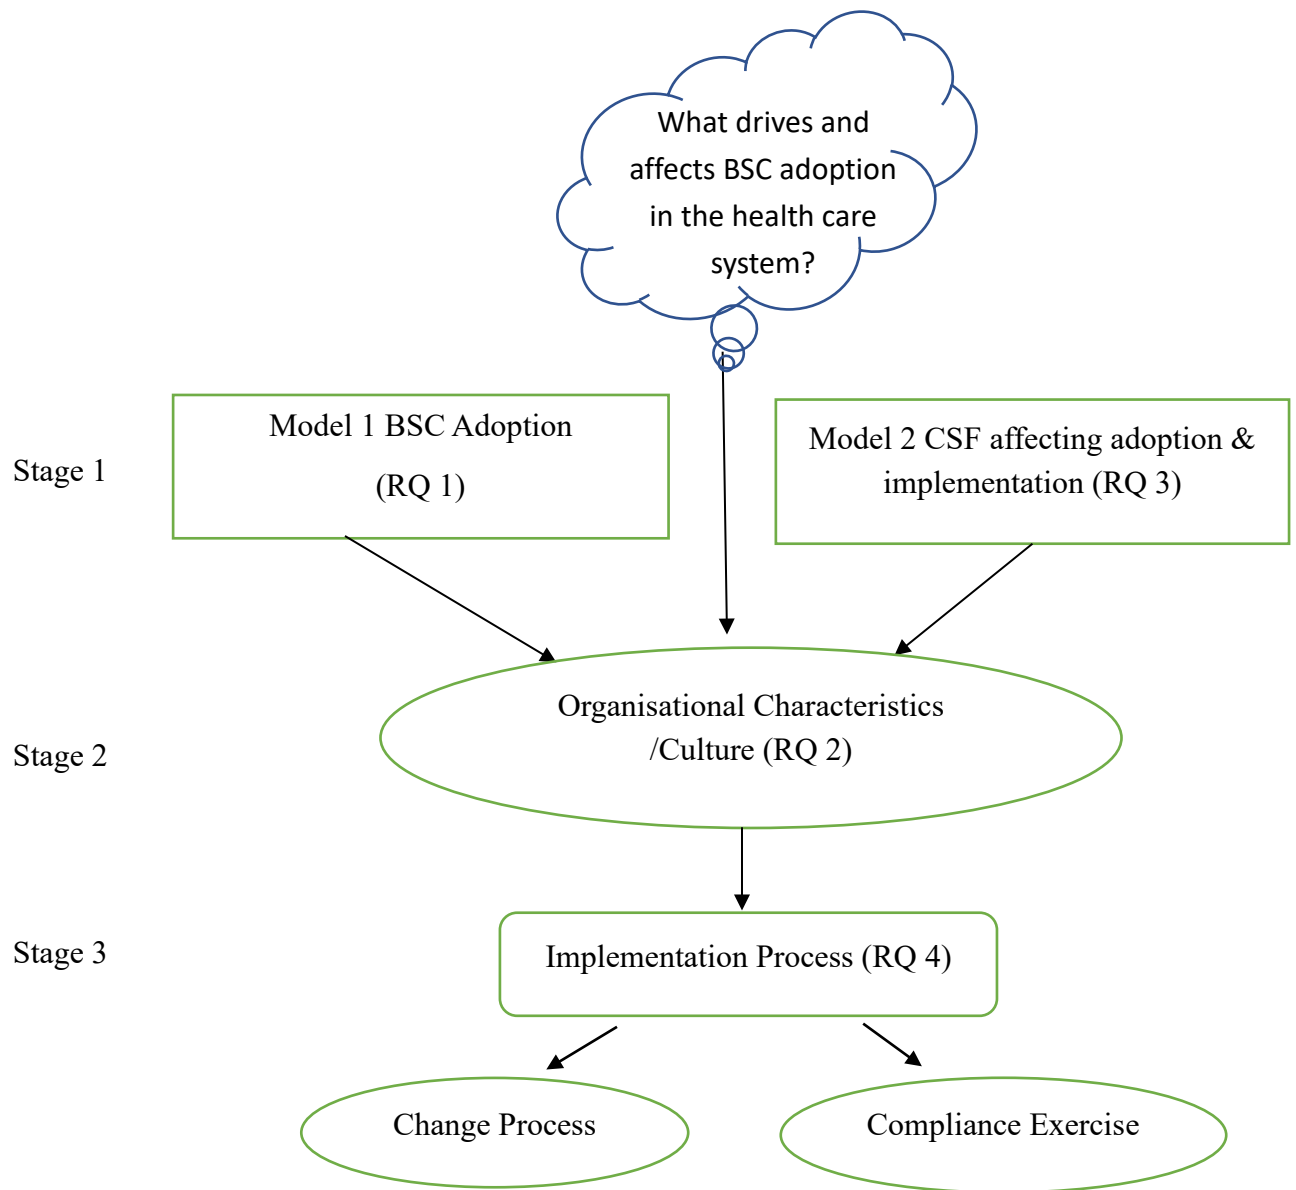 What drives and
affects BSC adoption
in the health care
system?
Model 1 BSC Adoption
(RQ 1)
Model 2 CSF affecting adoption &
implementation (RQ 3)
Stage 1
Organisational Characteristics
/Culture (RQ 2)
Stage 2
Stage 3
Implementation Process (RQ 4)
Change Process
Compliance Exercise